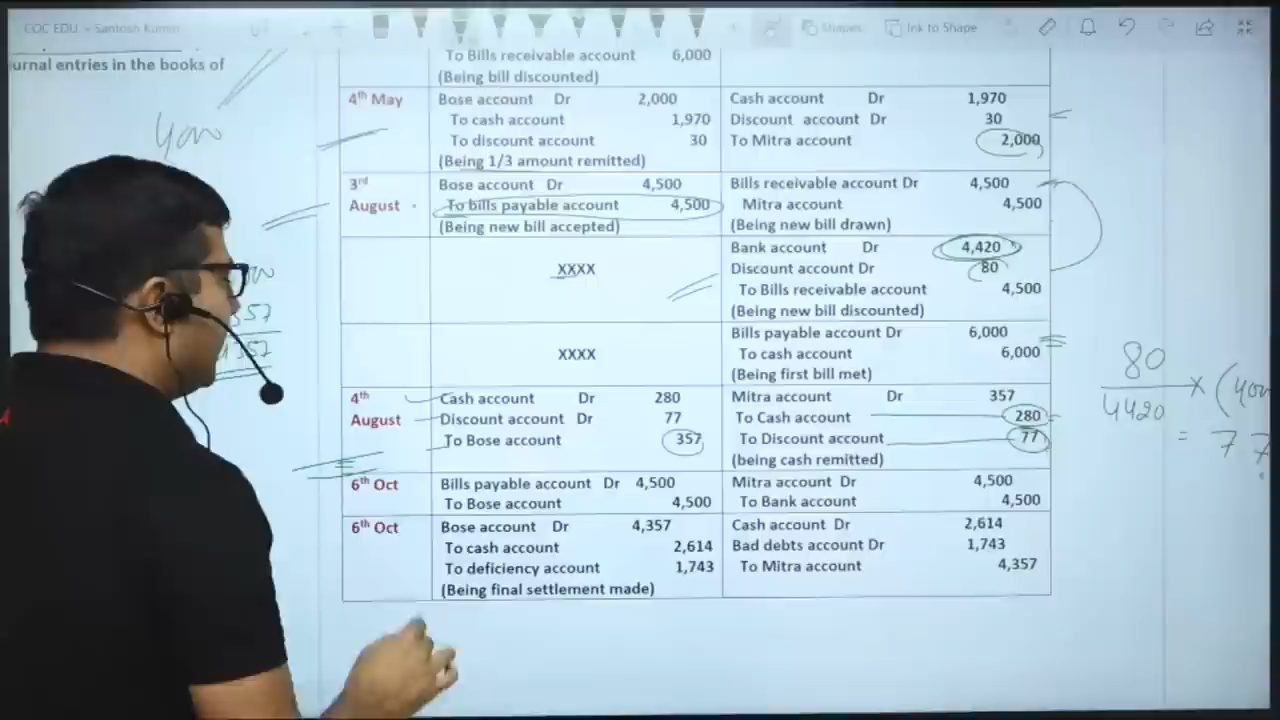 COC EDU. - Santosh Kumar
Shapes
Ink to Shape
urnal entries in the books of
To Bills receivable account 6,000
(Being bill discounted)
4th May
Bose account Dr 2,000
To cash account 1,970
To discount account 30
(Being 1/3 amount remitted)
Cash account Dr 1,970
Discount account Dr 30
To Mitra account 2,000
3rd
August
Bose account Dr 4,500
To bills payable account 4,500
(Being new bill accepted)
Bills receivable account Dr 4,500
Mitra account 4,500
(Being new bill drawn)
XXXX
Bank account Dr 4,420
Discount account Dr 80
To Bills receivable account 4,500
(Being new bill discounted)
XXXX
Bills payable account Dr 6,000
To cash account 6,000
(Being first bill met)
4th
August
Cash account Dr 280
Discount account Dr 77
To Bose account 357
Mitra account Dr 357
To Cash account 280
To Discount account 77
(being cash remitted)
6th Oct
Bills payable account Dr 4,500
To Bose account 4,500
Mitra account Dr 4,500
To Bank account 4,500
6th Oct
Bose account Dr 4,357
To cash account 2,614
To deficiency account 1,743
(Being final settlement made)
Cash account Dr 2,614
Bad debts account Dr 1,743
To Mitra account 4,357
80
4420
× (400
= 77